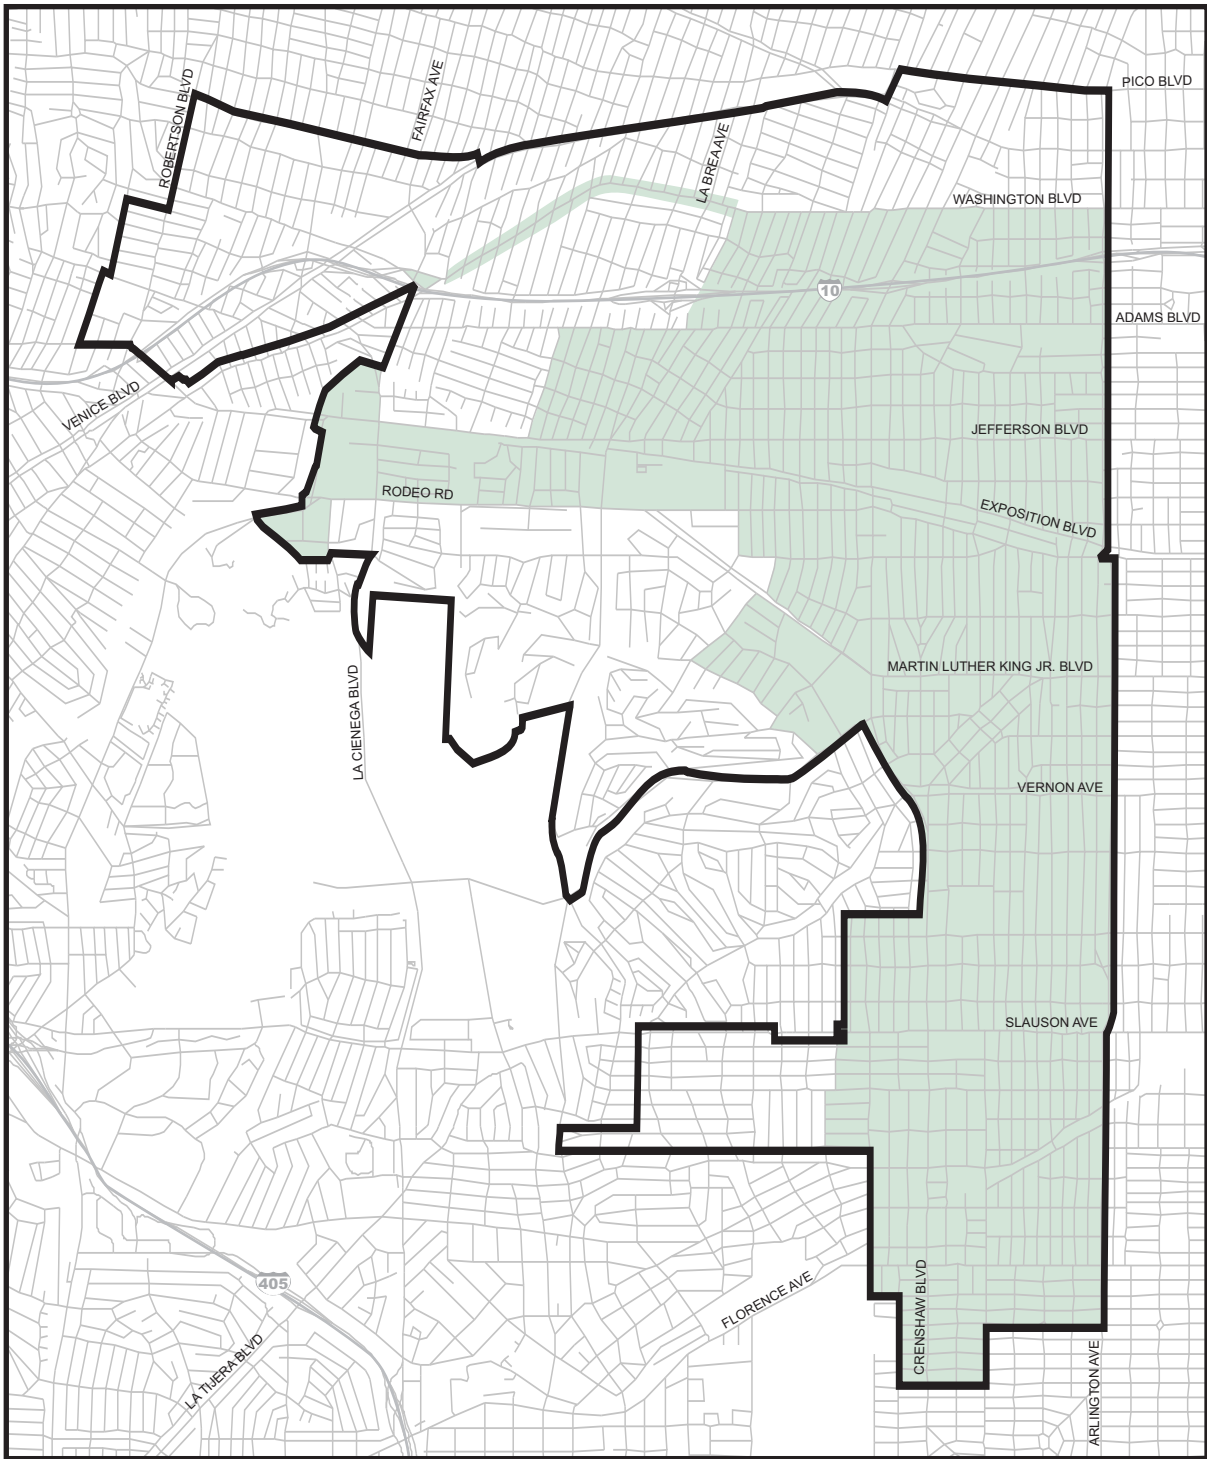 PICO BLVD
ROBERTSON BLVD
FAIRFAX AVE
LA BREA AVE
WASHINGTON BLVD
10
ADAMS BLVD
VENICE BLVD
JEFFERSON BLVD
RODEO RD
EXPOSITION BLVD
MARTIN LUTHER KING JR. BLVD
LA CIENEGA BLVD
VERNON AVE
SLAUSON AVE
405
FLORENCE AVE
CRENSHAW BLVD
LA TIJERA BLVD
ARLINGTON AVE